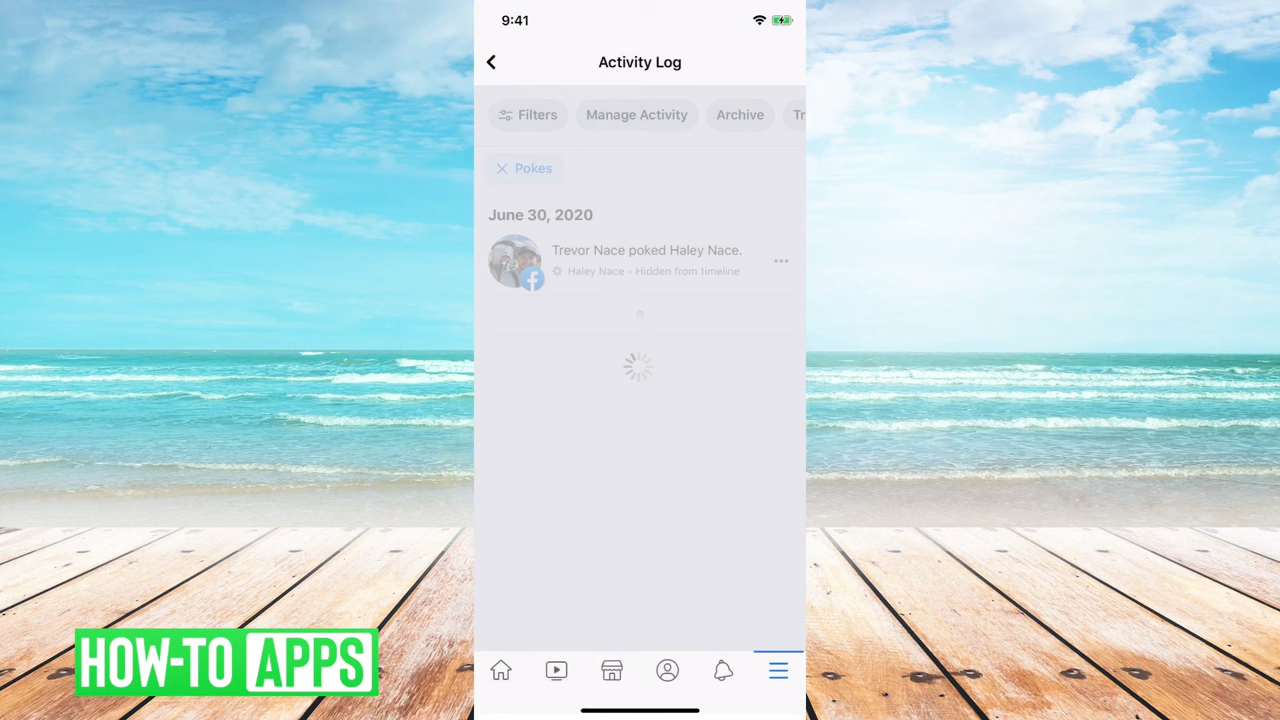 9:41
Activity Log
Filters
Manage Activity
Archive
Tr
Pokes
June 30, 2020
Trevor Nace poked Haley Nace.
Haley Nace - Hidden from timeline
HOW-TO APPS